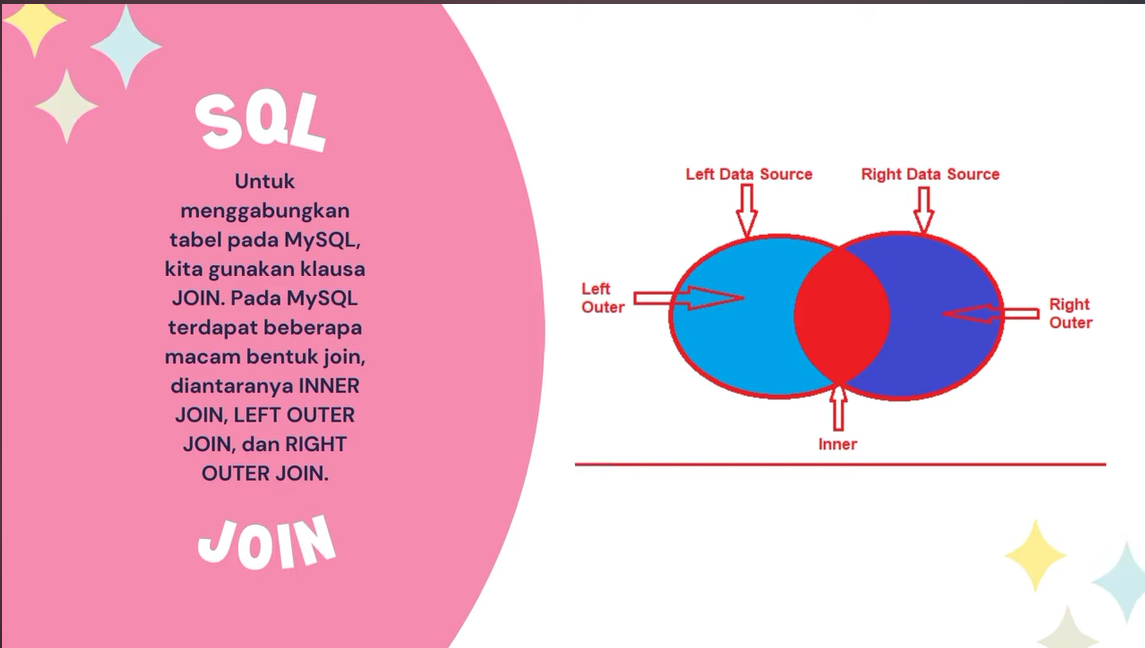 SQL
Untuk
menggabungkan
tabel pada MySQL,
kita gunakan klausa
JOIN. Pada MySQL
terdapat beberapa
macam bentuk join,
diantaranya INNER
JOIN, LEFT OUTER
JOIN, dan RIGHT
OUTER JOIN.
JOIN
Left Data Source
Right Data Source
Left
Outer
Right
Outer
Inner